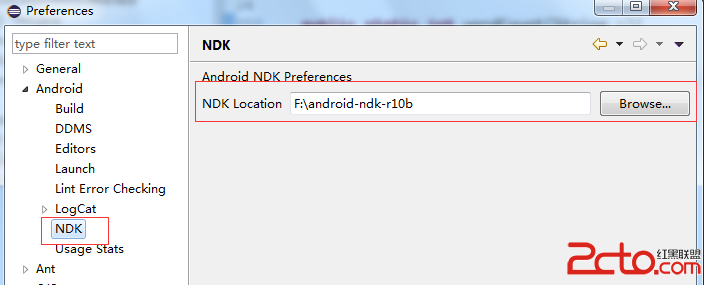 Preferences
type filter text
General
Android
Build
DDMS
Editors
Launch
Lint Error Checking
LogCat
NDK
Usage Stats
Ant
NDK
Android NDK Preferences
NDK Location F:\android-ndk-r10b Browse...
2cto.com
红黑联盟